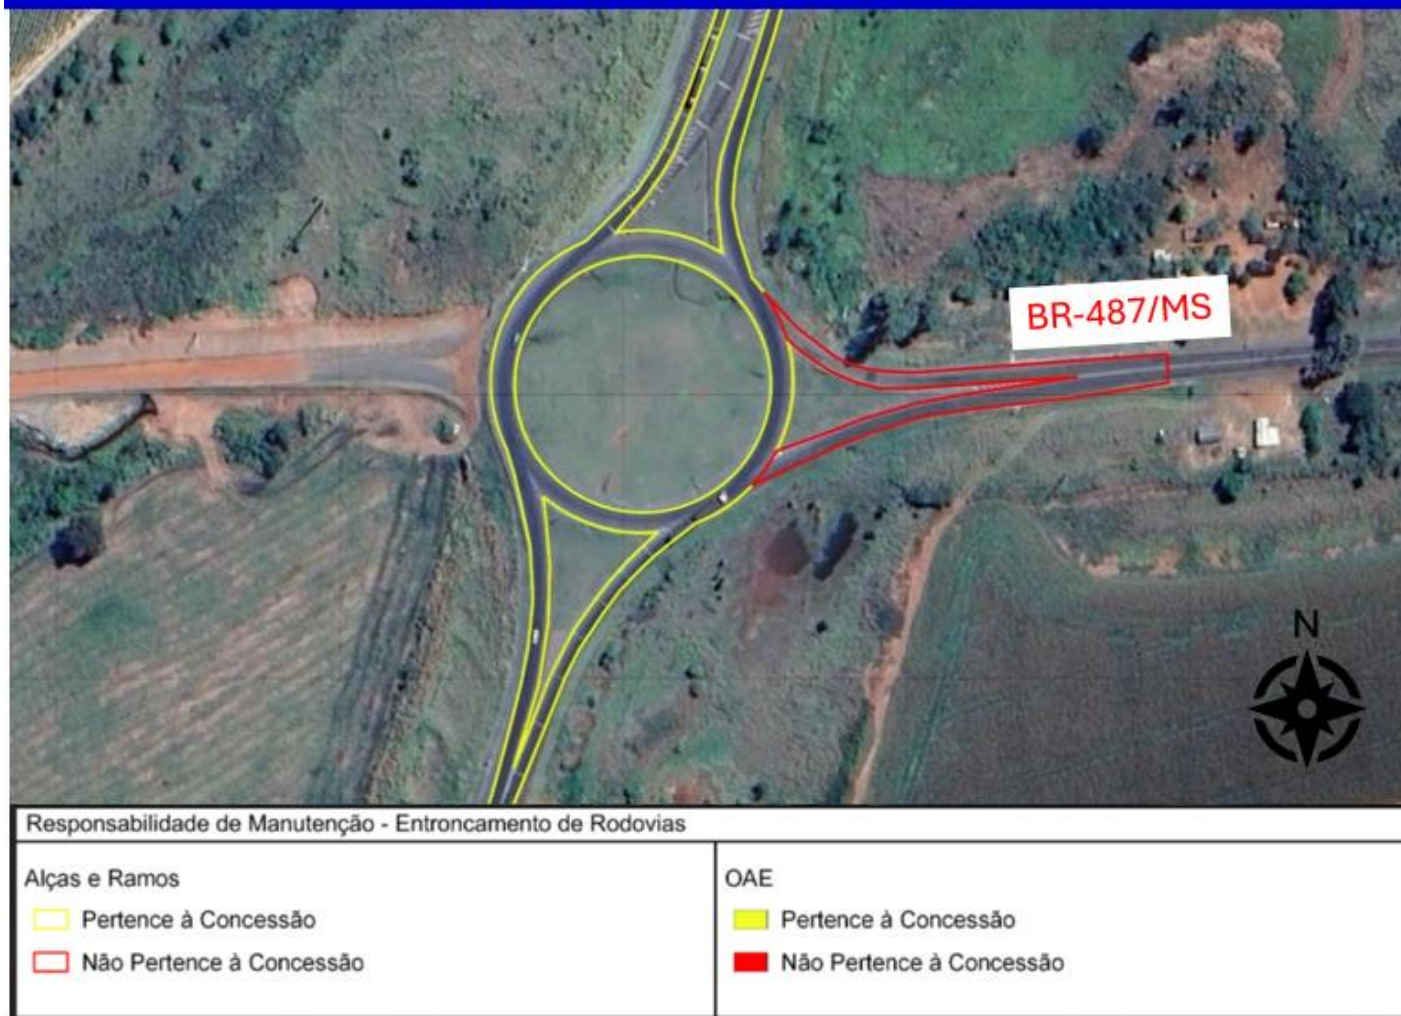 BR-487/MS
N
Responsabilidade de Manutenção - Entroncamento de Rodovias
Alças e Ramos
Pertence à Concessão
Não Pertence à Concessão
OAE
Pertence à Concessão
Não Pertence à Concessão